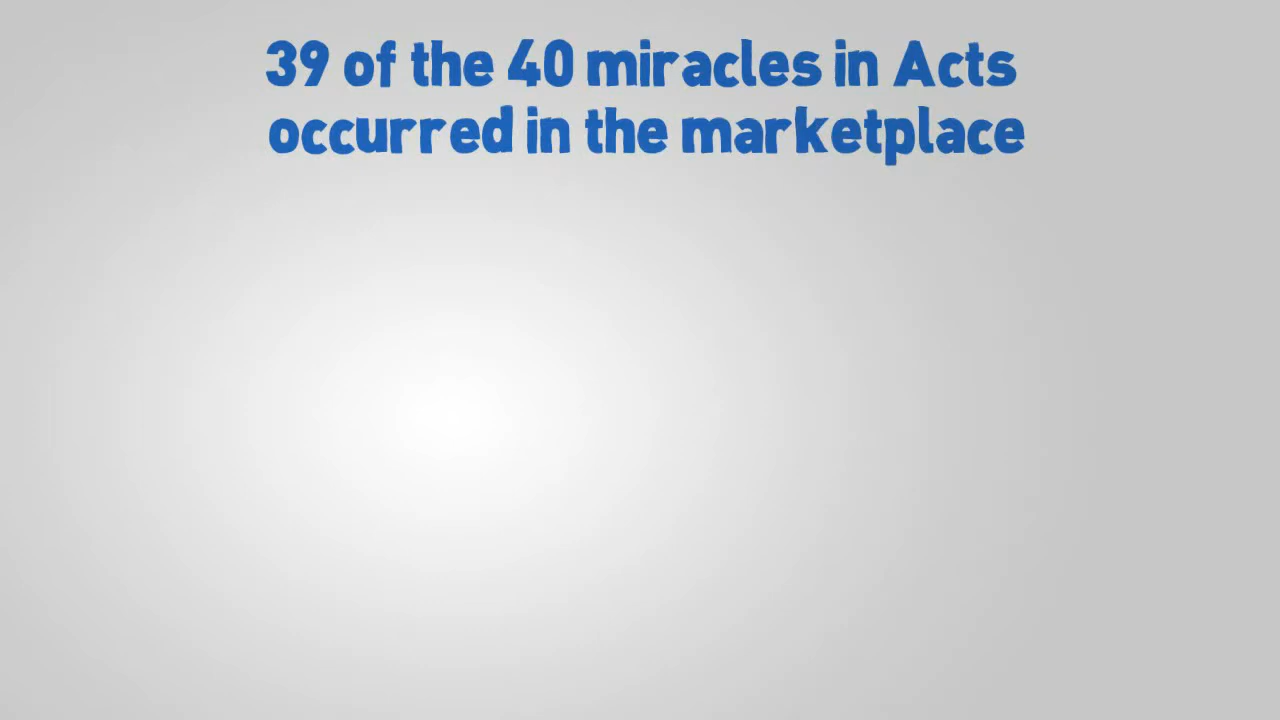 39 of the 40 miracles in Acts
occurred in the marketplace